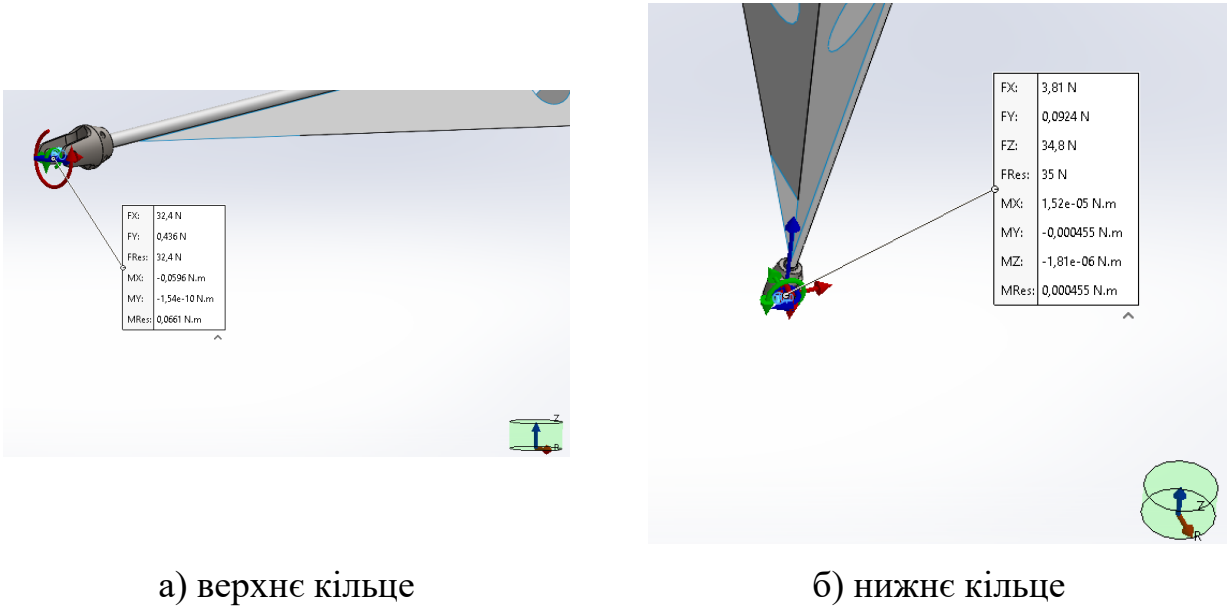 FX: 32,4 N
FY: 0,436 N
FRes: 32,4 N
MX: -0,0596 N.m
MY: -1,54e-10 N.m
MRes: 0,0661 N.m
Z
R
FX: 3,81 N
FY: 0,0924 N
FZ: 34,8 N
FRes: 35 N
MX: 1,52e-05 N.m
MY: -0,000455 N.m
MZ: -1,81e-06 N.m
MRes: 0,000455 N.m
Z
R
а) верхнє кільце
б) нижнє кільце